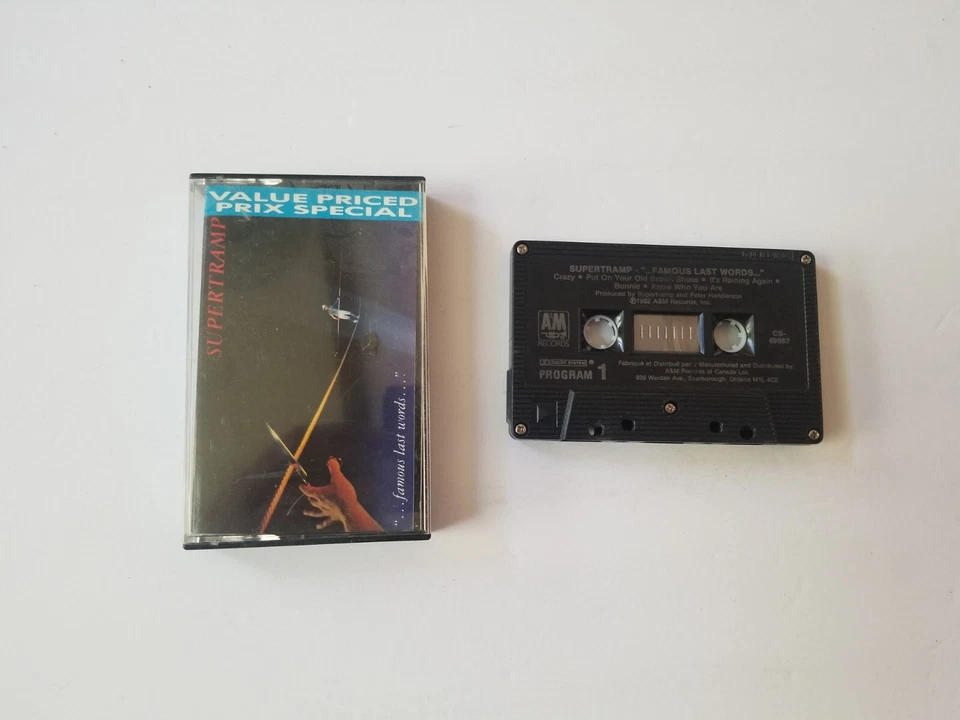 VALUE PRICED
PRIX SPECIAL
SUPERTRAMP
"...famous last words..."
SUPERTRAMP - "...FAMOUS LAST WORDS..."
Crazy • Put On Your Old Brown Shoes • It's Raining Again •
Bonnie • Know Who You Are
Produced by Supertramp and Peter Henderson
℗1982 A&M Records, Inc.
A&M
RECORDS
CS-
DOLBY SYSTEM
PROGRAM 1
Fabriqué et Distribué par / Manufactured and Distributed by:
A&M Records of Canada Ltd.
939 Warden Ave., Scarborough, Ontario M1L 4C5